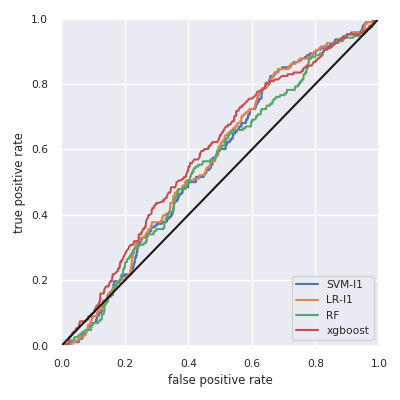 1.0
0.8
0.6
0.4
0.2
0.0
true positive rate
SVM-l1
LR-l1
RF
xgboost
0.0 0.2 0.4 0.6 0.8 1.0
false positive rate